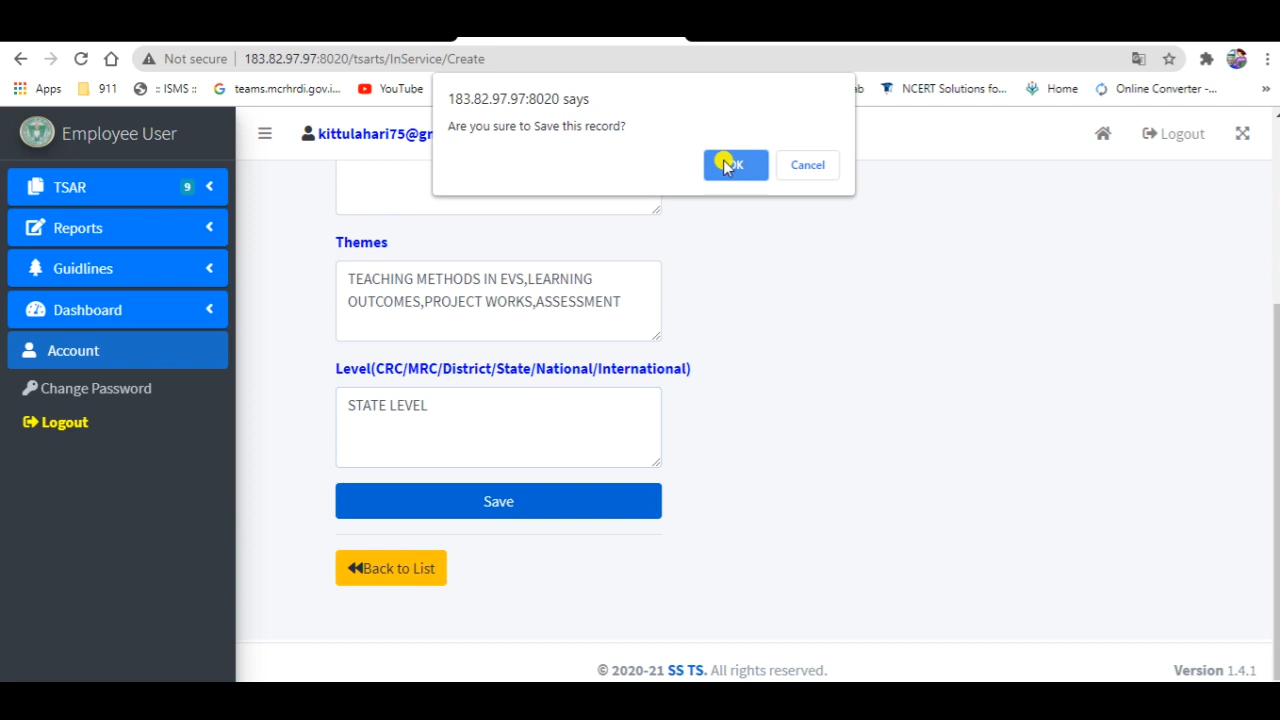 Not secure 183.82.97.97:8020/tsarts/InService/Create
Apps 911 :: ISMS :: teams.mcrhrdi.gov.i... YouTube NCERT Solutions fo... Home Online Converter -... »
183.82.97.97:8020 says
Are you sure to Save this record?
Cancel
Employee User
kittulahari75@
Logout
TSAR 9
Reports
Guidlines
Dashboard
Account
Change Password
Logout
Themes
TEACHING METHODS IN EVS,LEARNING
OUTCOMES,PROJECT WORKS,ASSESSMENT
Level(CRC/MRC/District/State/National/International)
STATE LEVEL
Save
Back to List
© 2020-21 SS TS. All rights reserved.
Version 1.4.1